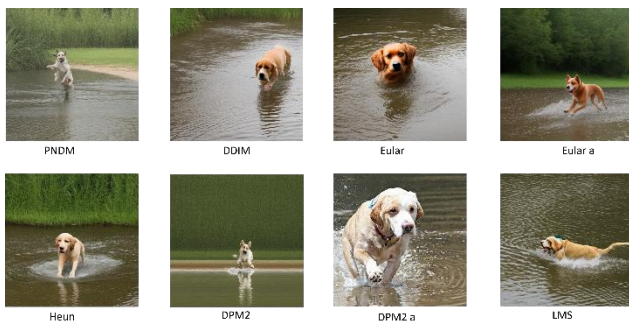 PNDM
DDIM
Eular
Eular a
Heun
DPM2
DPM2 a
LMS